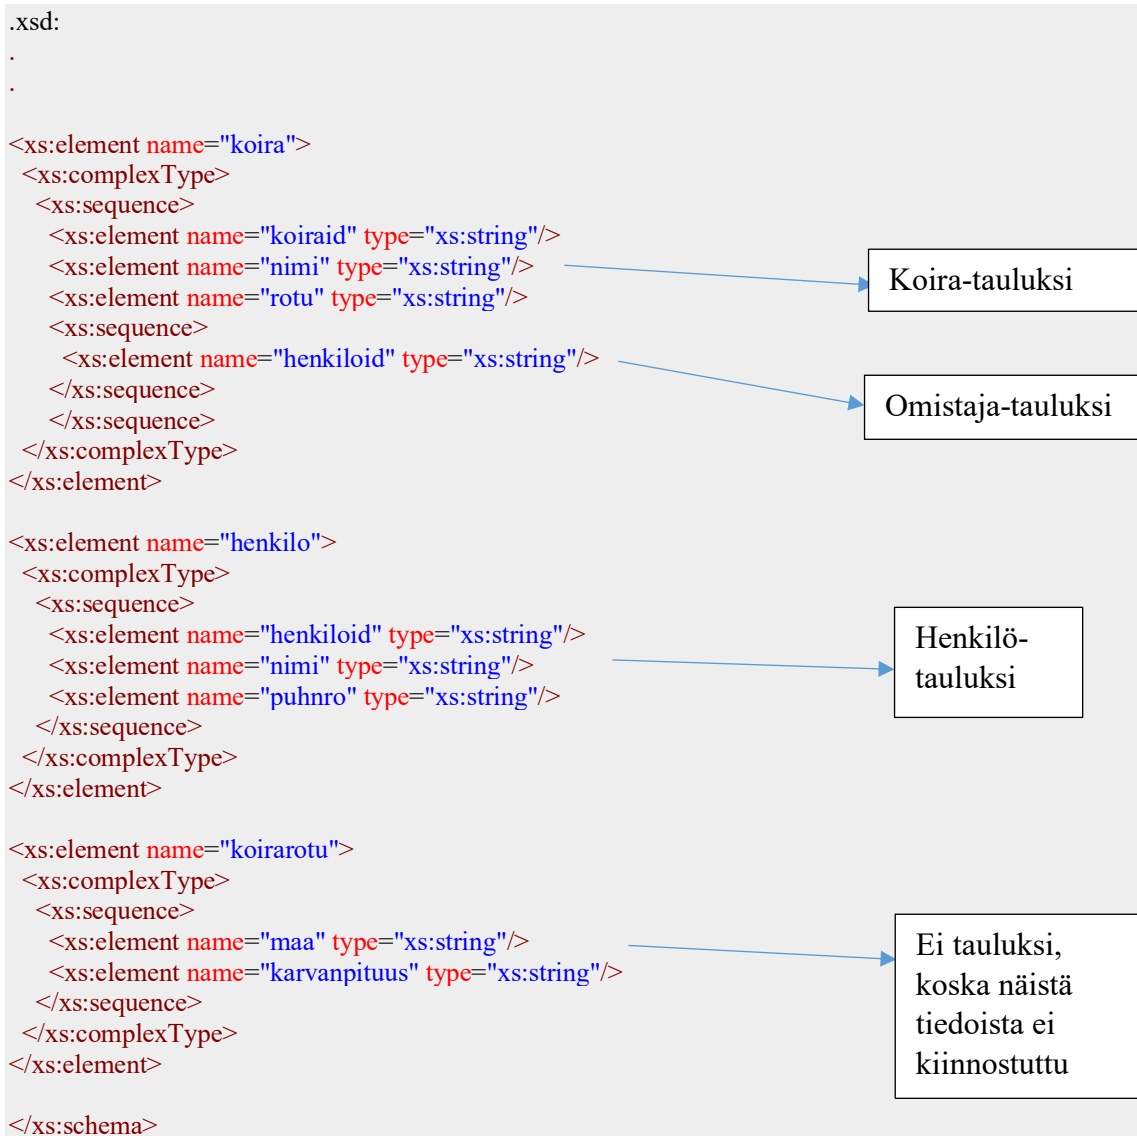 .xsd:
.
.
<xs:element name="koira">
<xs:complexType>
<xs:sequence>
<xs:element name="koiraid" type="xs:string"/>
<xs:element name="nimi" type="xs:string"/>
<xs:element name="rotu" type="xs:string"/>
<xs:sequence>
<xs:element name="henkiloid" type="xs:string"/>
</xs:sequence>
</xs:sequence>
</xs:complexType>
</xs:element>
Koira-tauluksi
Omistaja-tauluksi
<xs:element name="henkilo">
<xs:complexType>
<xs:sequence>
<xs:element name="henkiloid" type="xs:string"/>
<xs:element name="nimi" type="xs:string"/>
<xs:element name="puhnro" type="xs:string"/>
</xs:sequence>
</xs:complexType>
</xs:element>
Henkilö-
tauluksi
<xs:element name="koirarotu">
<xs:complexType>
<xs:sequence>
<xs:element name="maa" type="xs:string"/>
<xs:element name="karvanpituus" type="xs:string"/>
</xs:sequence>
</xs:complexType>
</xs:element>
Ei tauluksi,
koska näistä
tiedoista ei
kiinnostuttu
</xs:schema>